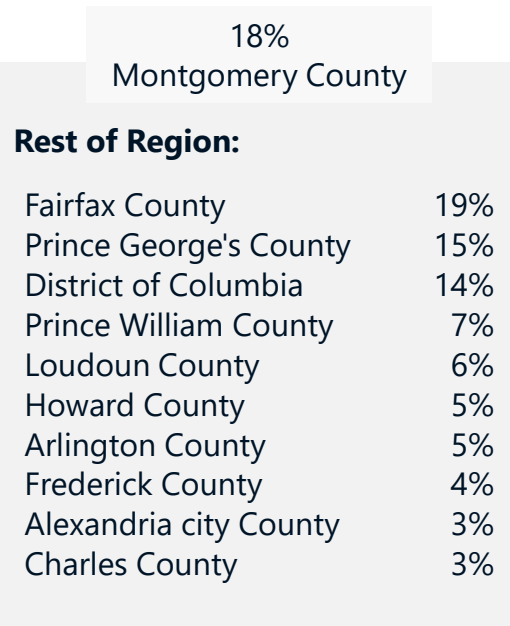 18%
Montgomery County
Rest of Region:
Fairfax County 19%
Prince George's County 15%
District of Columbia 14%
Prince William County 7%
Loudoun County 6%
Howard County 5%
Arlington County 5%
Frederick County 4%
Alexandria city County 3%
Charles County 3%